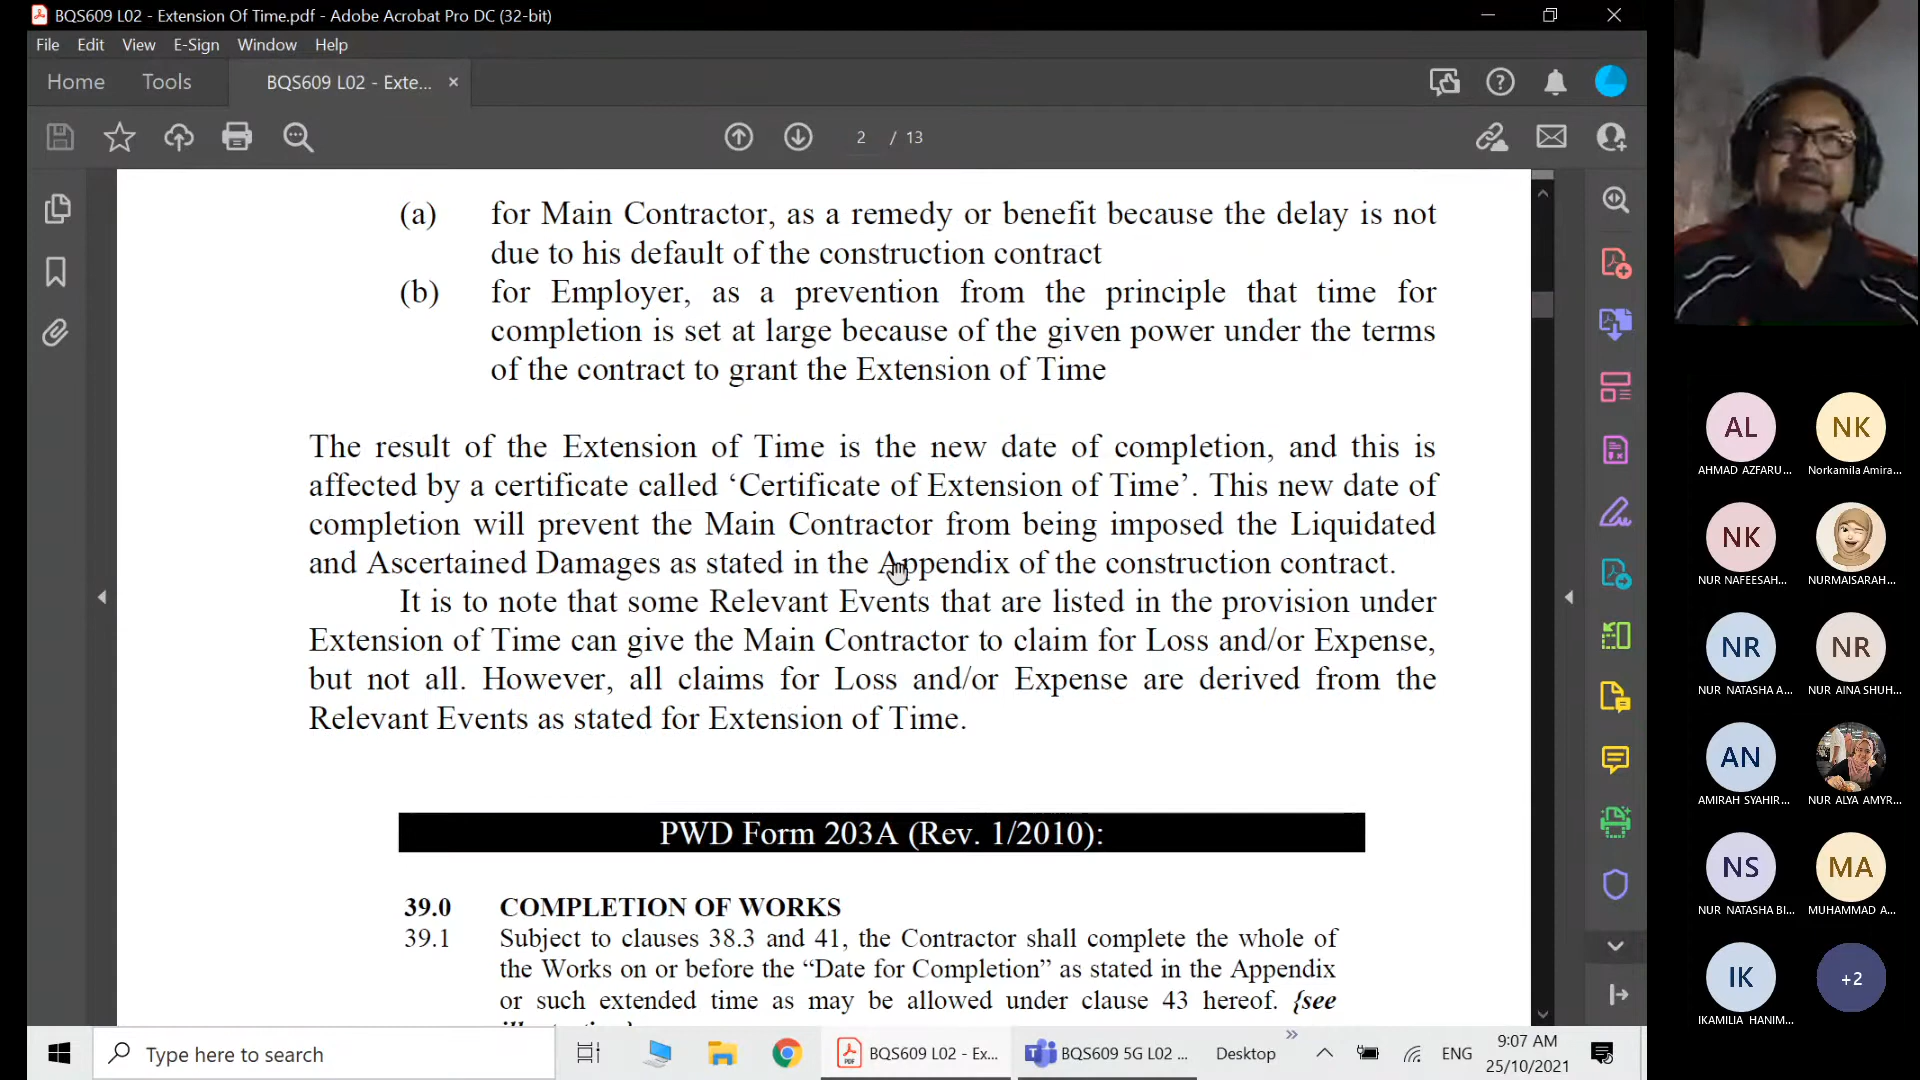 BQS609 L02 - Extension Of Time.pdf - Adobe Acrobat Pro DC (32-bit)
File Edit View E-Sign Window Help
Home Tools BQS609 L02 - Exte... ×
2 / 13
(a) for Main Contractor, as a remedy or benefit because the delay is not
due to his default of the construction contract
(b) for Employer, as a prevention from the principle that time for
completion is set at large because of the given power under the terms
of the contract to grant the Extension of Time
The result of the Extension of Time is the new date of completion, and this is
affected by a certificate called ‘Certificate of Extension of Time’. This new date of
completion will prevent the Main Contractor from being imposed the Liquidated
and Ascertained Damages as stated in the Appendix of the construction contract.
It is to note that some Relevant Events that are listed in the provision under
Extension of Time can give the Main Contractor to claim for Loss and/or Expense,
but not all. However, all claims for Loss and/or Expense are derived from the
Relevant Events as stated for Extension of Time.
PWD Form 203A (Rev. 1/2010):
39.0 COMPLETION OF WORKS
39.1 Subject to clauses 38.3 and 41, the Contractor shall complete the whole of
the Works on or before the “Date for Completion” as stated in the Appendix
or such extended time as may be allowed under clause 43 hereof. {see
AL NK
AHMAD AZFARU... Norkamila Amira...
NK
NUR NAFEESAH... NURMAISARAH...
NR NR
NUR NATASHA A... NUR AINA SHUH...
AN
AMIRAH SYAHIR... NUR ALYA AMYR...
NS MA
NUR NATASHA BI... MUHAMMAD A...
IK +2
IKAMILIA HANIM...
Type here to search
BQS609 L02 - Ex...
BQS609 5G L02 ...
Desktop
ENG
9:07 AM
25/10/2021